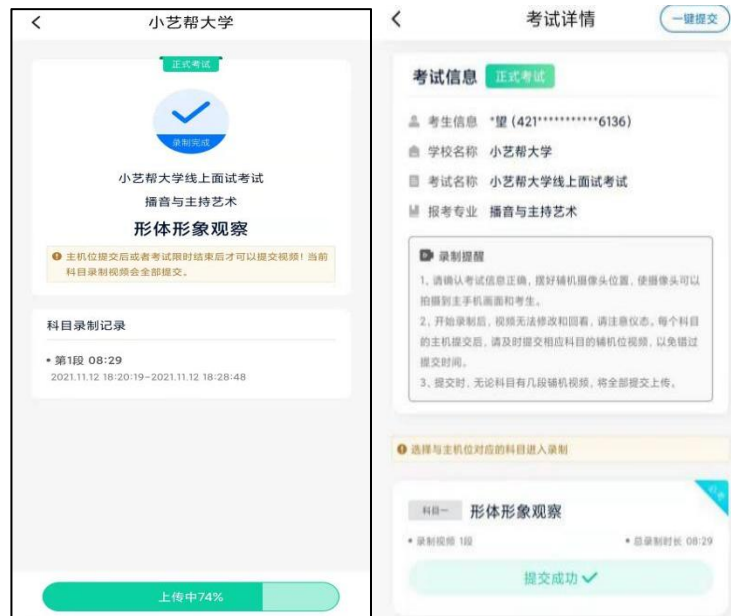 小艺帮大学
正式考试
录制完成
小艺帮大学线上面试考试
播音与主持艺术
形体形象观察
主机位提交后或者考试限时结束后才可以提交视频！当前
科目录制视频会全部提交。
科目录制记录
• 第1段 08:29
2021.11.12 18:20:19~2021.11.12 18:28:48
上传中74%
考试详情
一键提交
考试信息 正式考试
考生信息 *望 (421***********6136)
学校名称 小艺帮大学
考试名称 小艺帮大学线上面试考试
报考专业 播音与主持艺术
录制提醒
1、请确认考试信息正确，摆好辅机摄像头位置，使摄像头可以
拍摄到主手机画面和考生。
2、开始录制后，视频无法修改和回看，请注意仪态。每个科目
的主机提交后，请及时提交相应科目的辅机位视频，以免错过
提交时间。
3、提交时，无论科目有几段辅机视频，将全部提交上传。
选择与主机位对应的科目进入录制
科目一 形体形象观察
• 录制视频 1段 • 总录制时长 08:29
提交成功